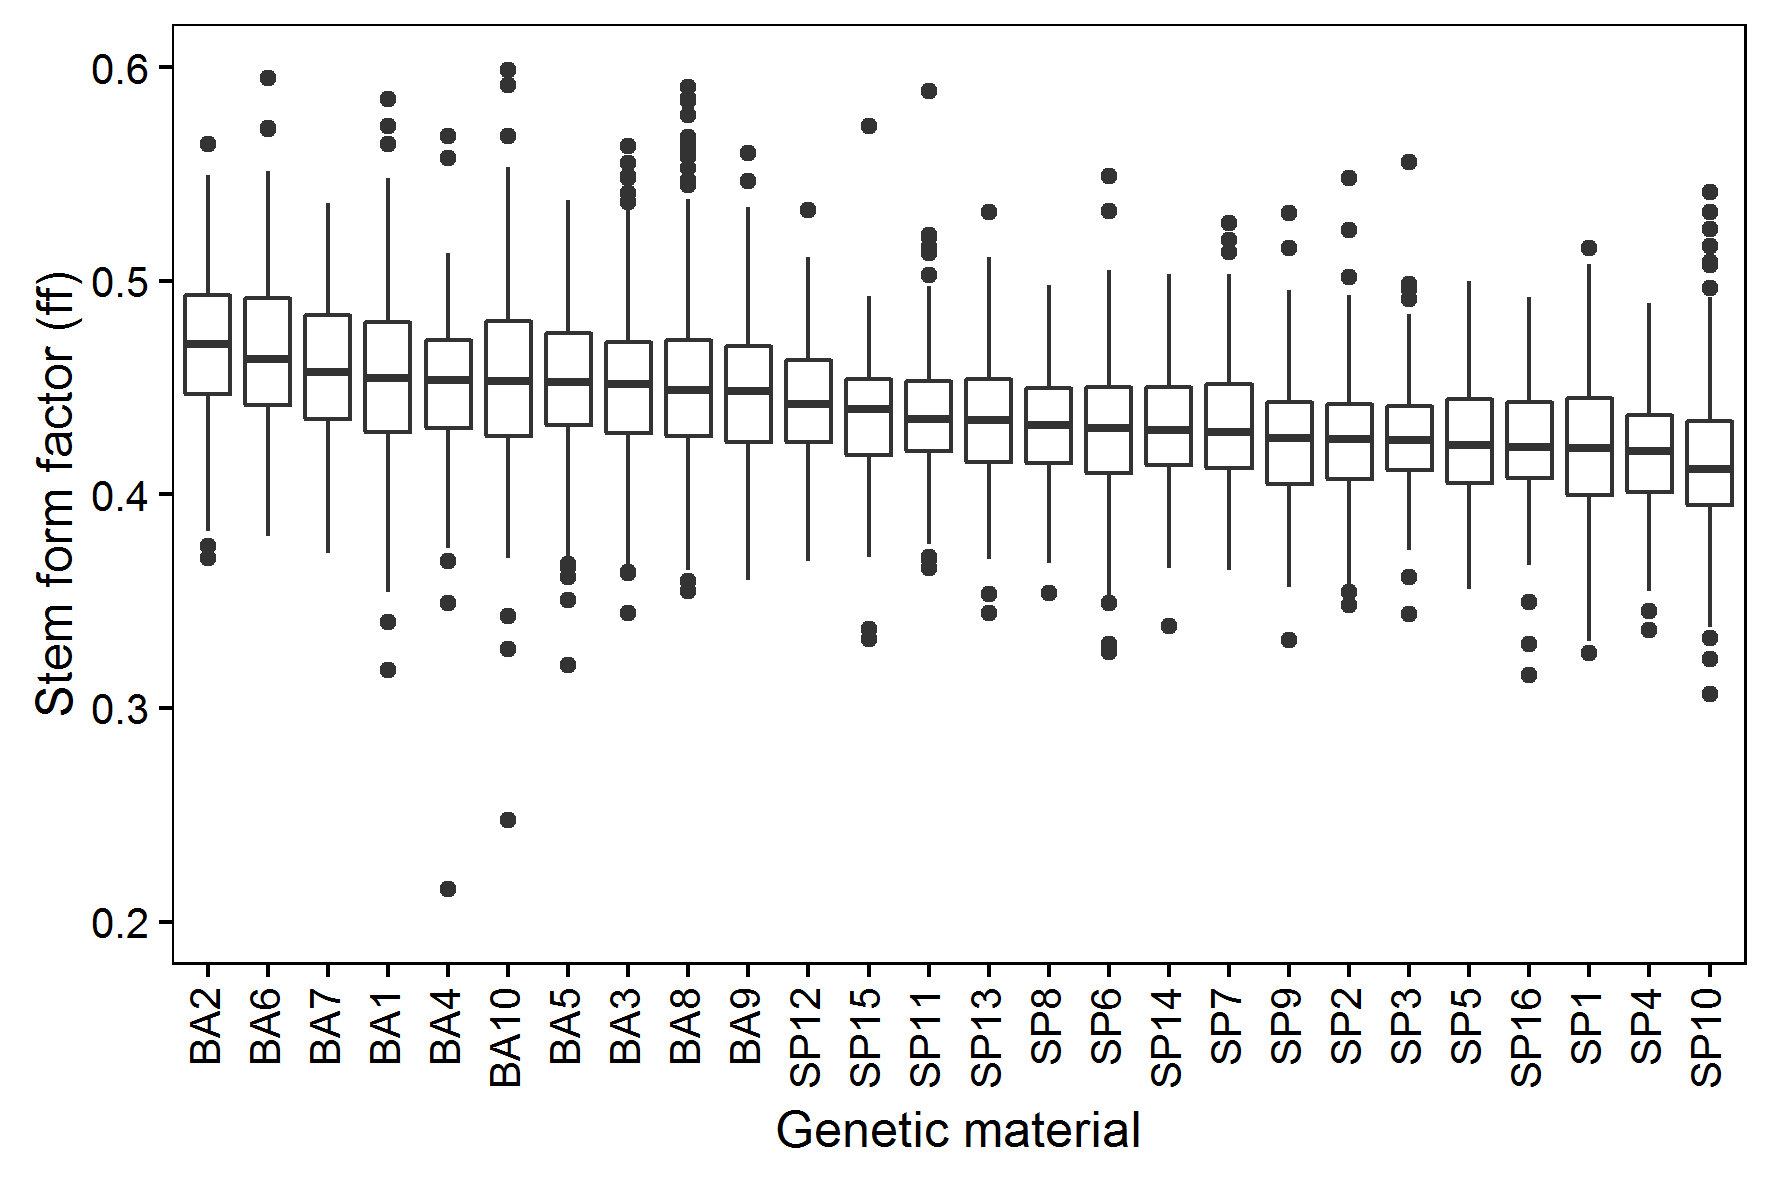 Stem form factor (ff)
0.6
0.5
0.4
0.3
0.2
BA2
BA6
BA7
BA1
BA4
BA10
BA5
BA3
BA8
BA9
SP12
SP15
SP11
SP13
SP8
SP6
SP14
SP7
SP9
SP2
SP3
SP5
SP16
SP1
SP4
SP10
Genetic material